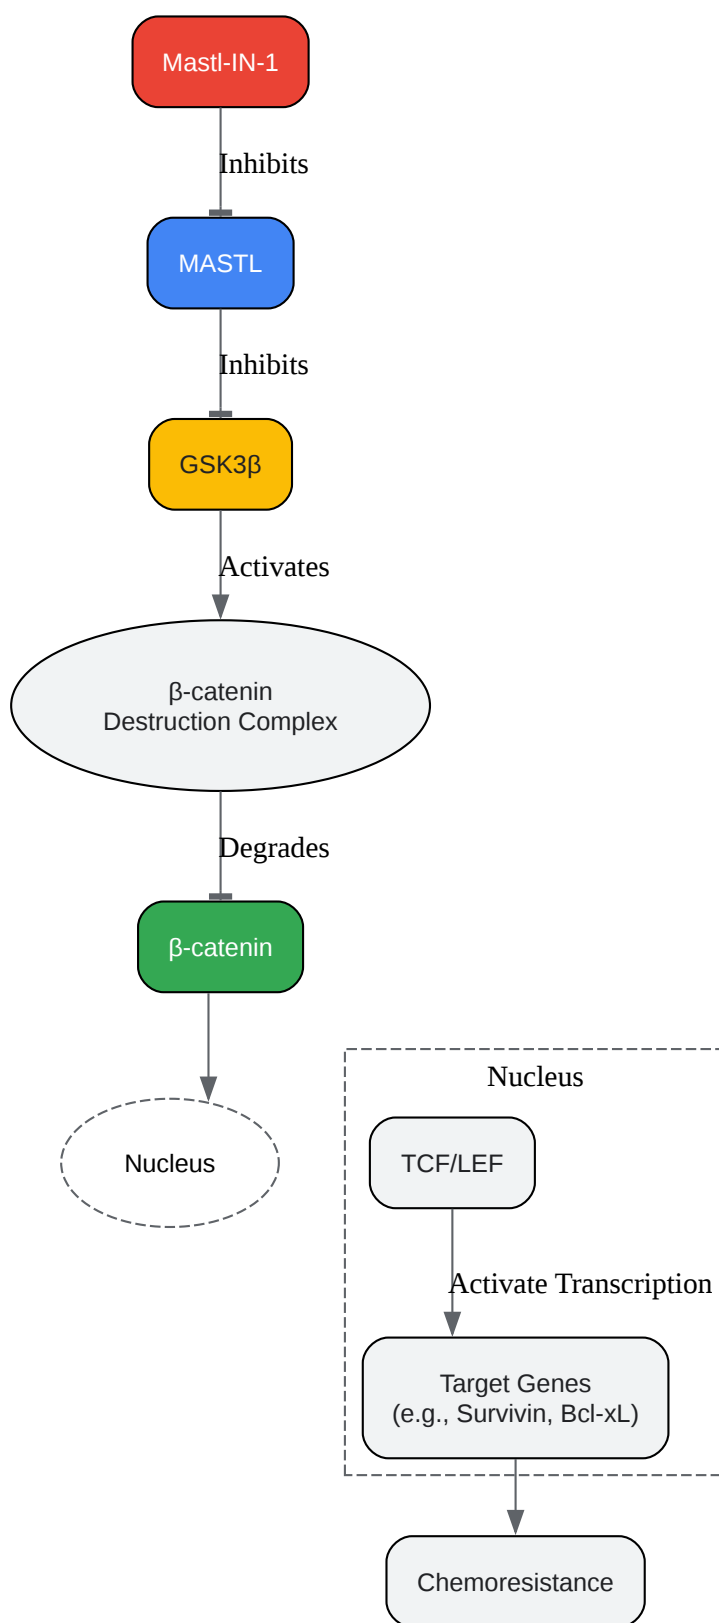 Mastl-IN-1
Inhibits
MASTL
Inhibits
GSK3β
Activates
β-catenin
Destruction Complex
Degrades
β-catenin
Nucleus
Nucleus
TCF/LEF
Activate Transcription
Target Genes
(e.g., Survivin, Bcl-xL)
Chemoresistance